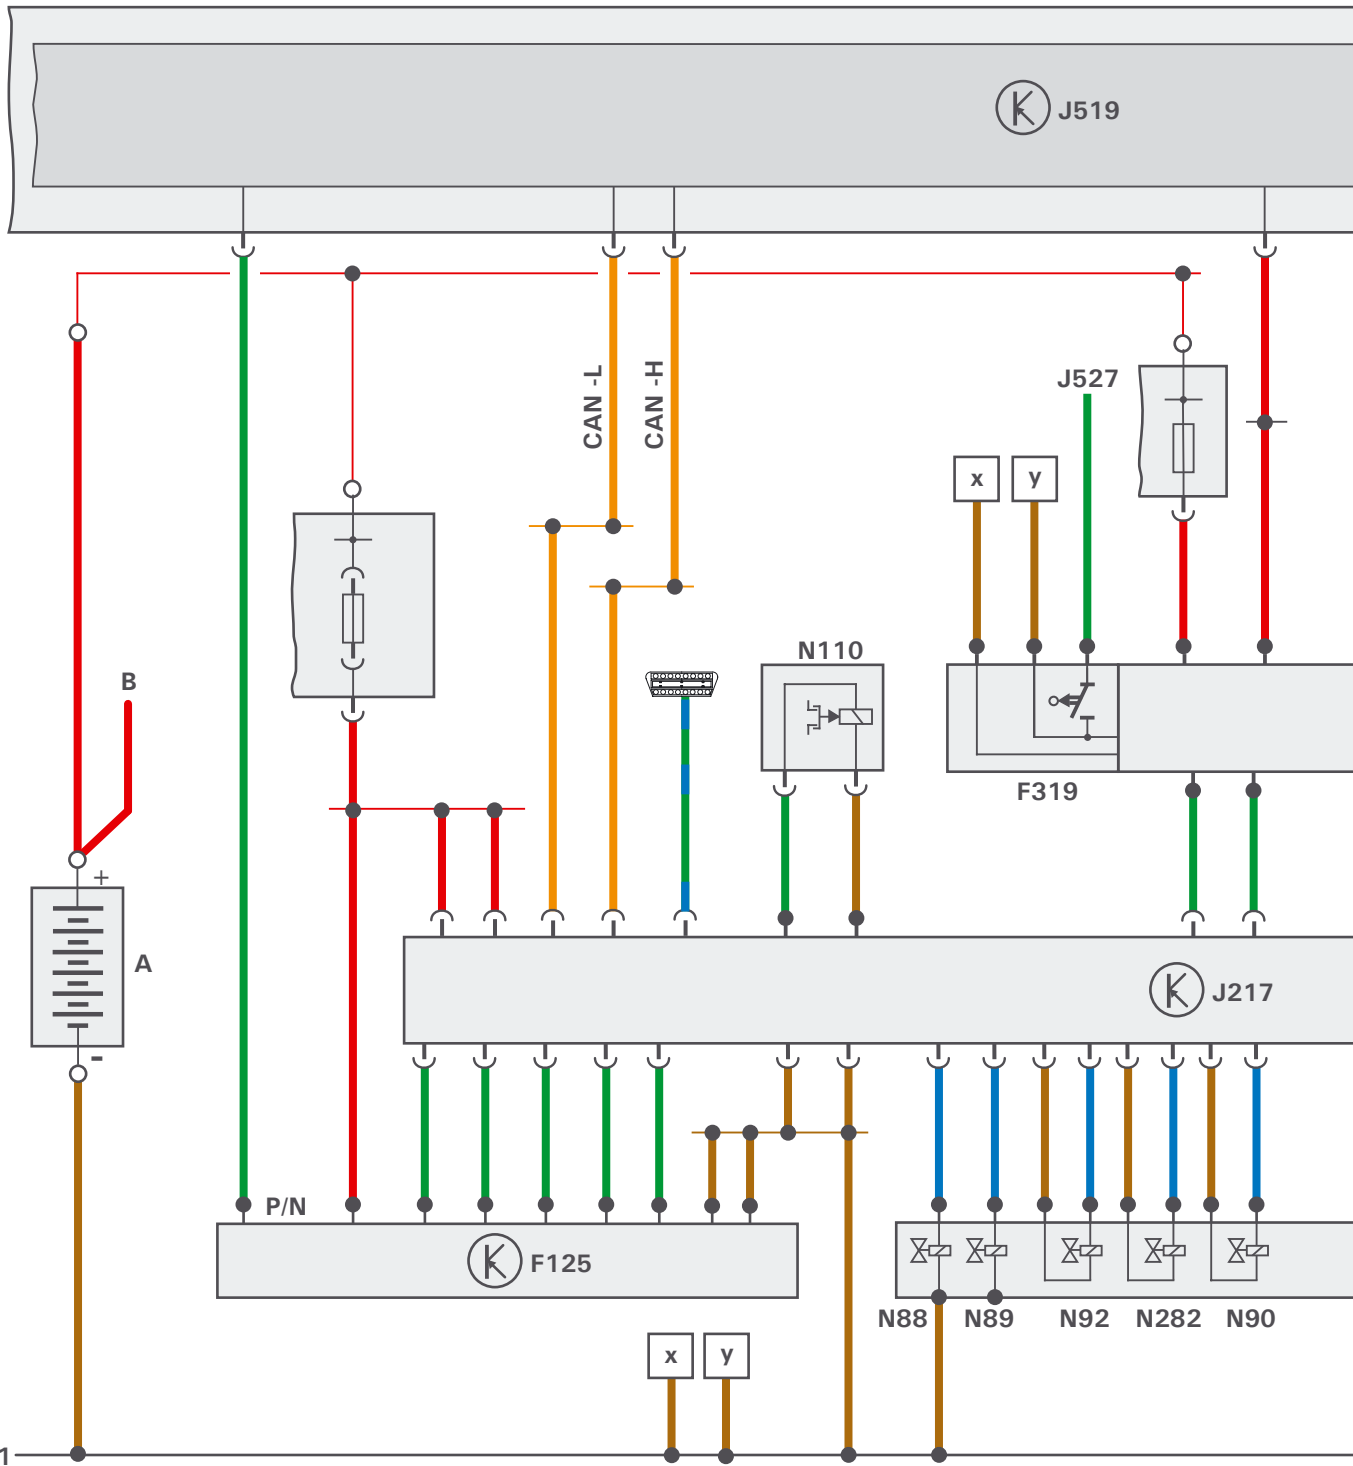 J519
CAN -L
CAN -H
J527
x
y
N110
B
F319
+
A
J217
-
P/N
F125
N88
N89
N92
N282
N90
x
y
1